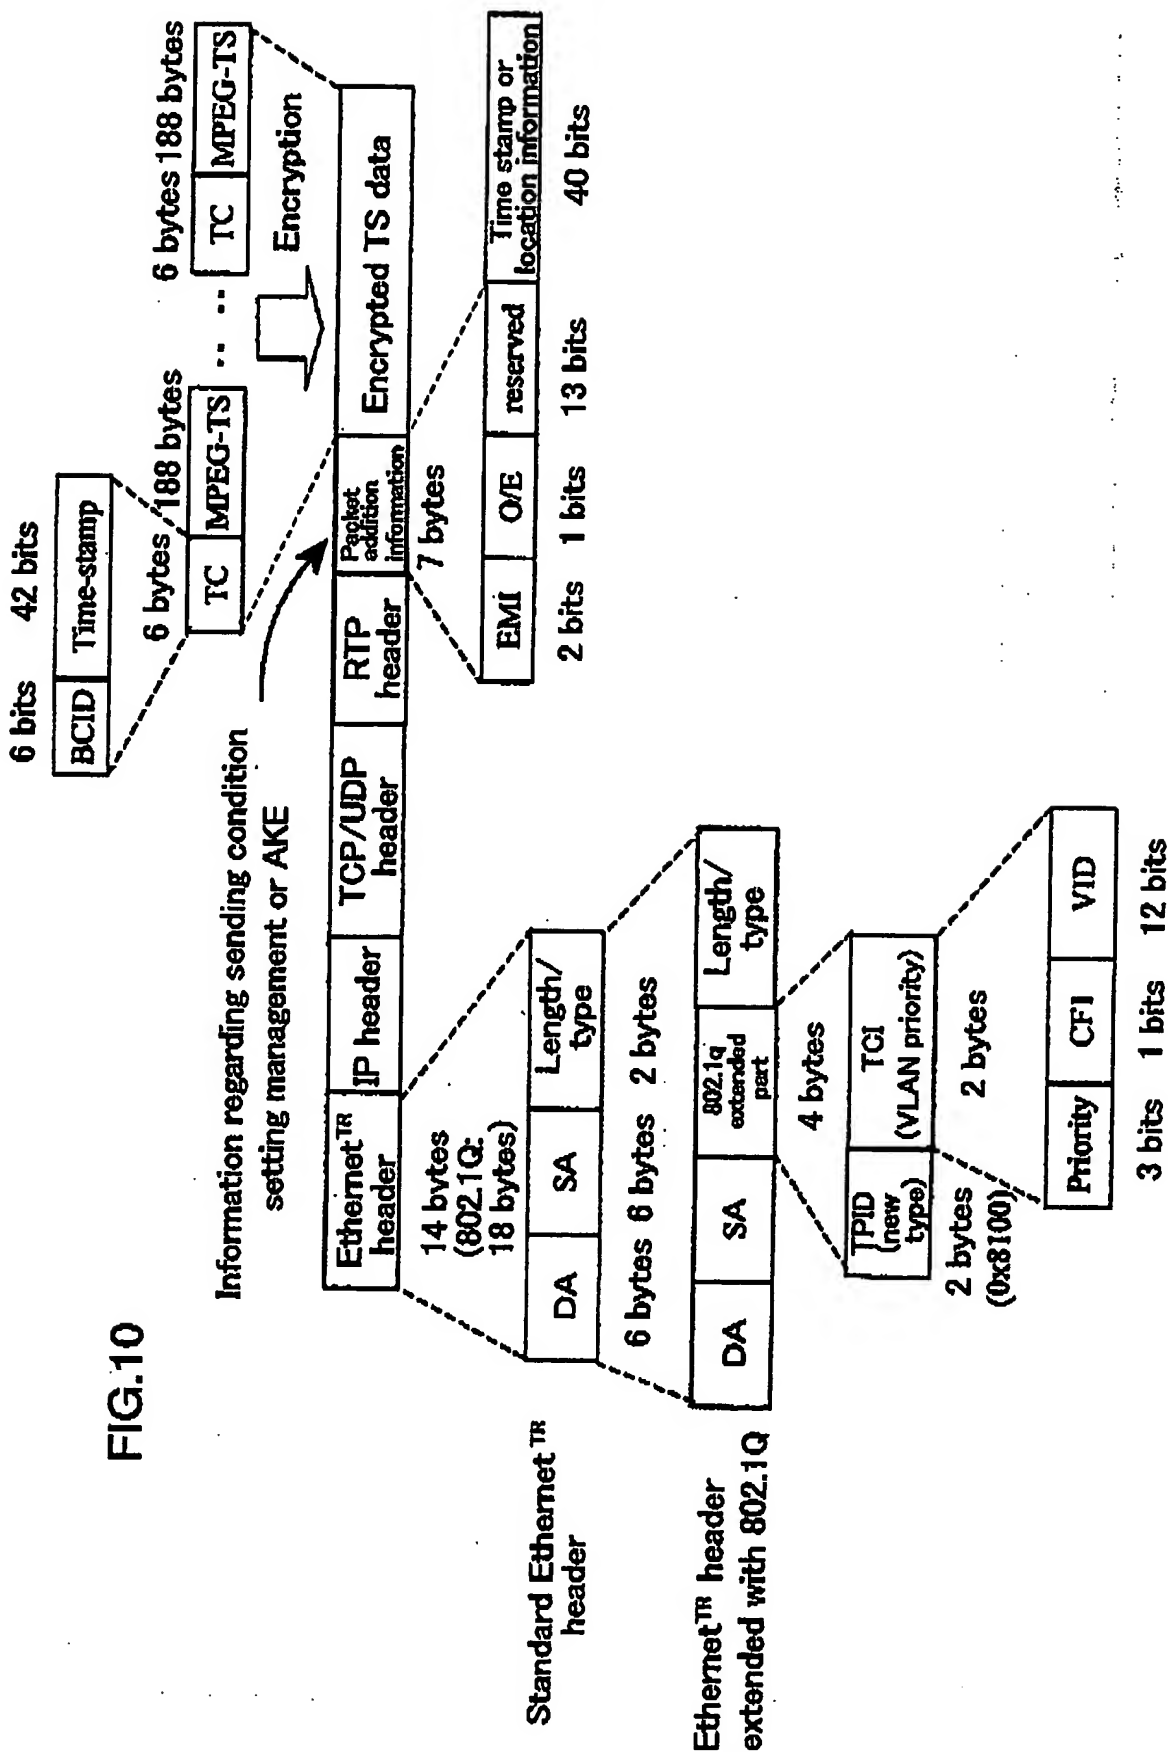 FIG.10
6 bits 42 bits
BCID Time-stamp
6 bytes 188 bytes 6 bytes 188 bytes
TC MPEG-TS TC MPEG-TS
Encryption
Information regarding sending condition
setting management or AKE
Ethernet™ header
IP header
TCP/UDP header
RTP header
Packet addition information
Encrypted TS data
14 bytes
(802.1Q:
18 bytes)
7 bytes
EMI O/E reserved Time stamp or location information
2 bits 1 bits 13 bits 40 bits
Standard Ethernet™
header
DA SA Length/type
6 bytes 6 bytes 2 bytes
Ethernet™ header
extended with 802.1Q
DA SA 802.1q extended part Length/type
4 bytes
TPID (new type) TCI (VLAN priority)
2 bytes
(0x8100)
2 bytes
Priority CFI VID
3 bits 1 bits 12 bits